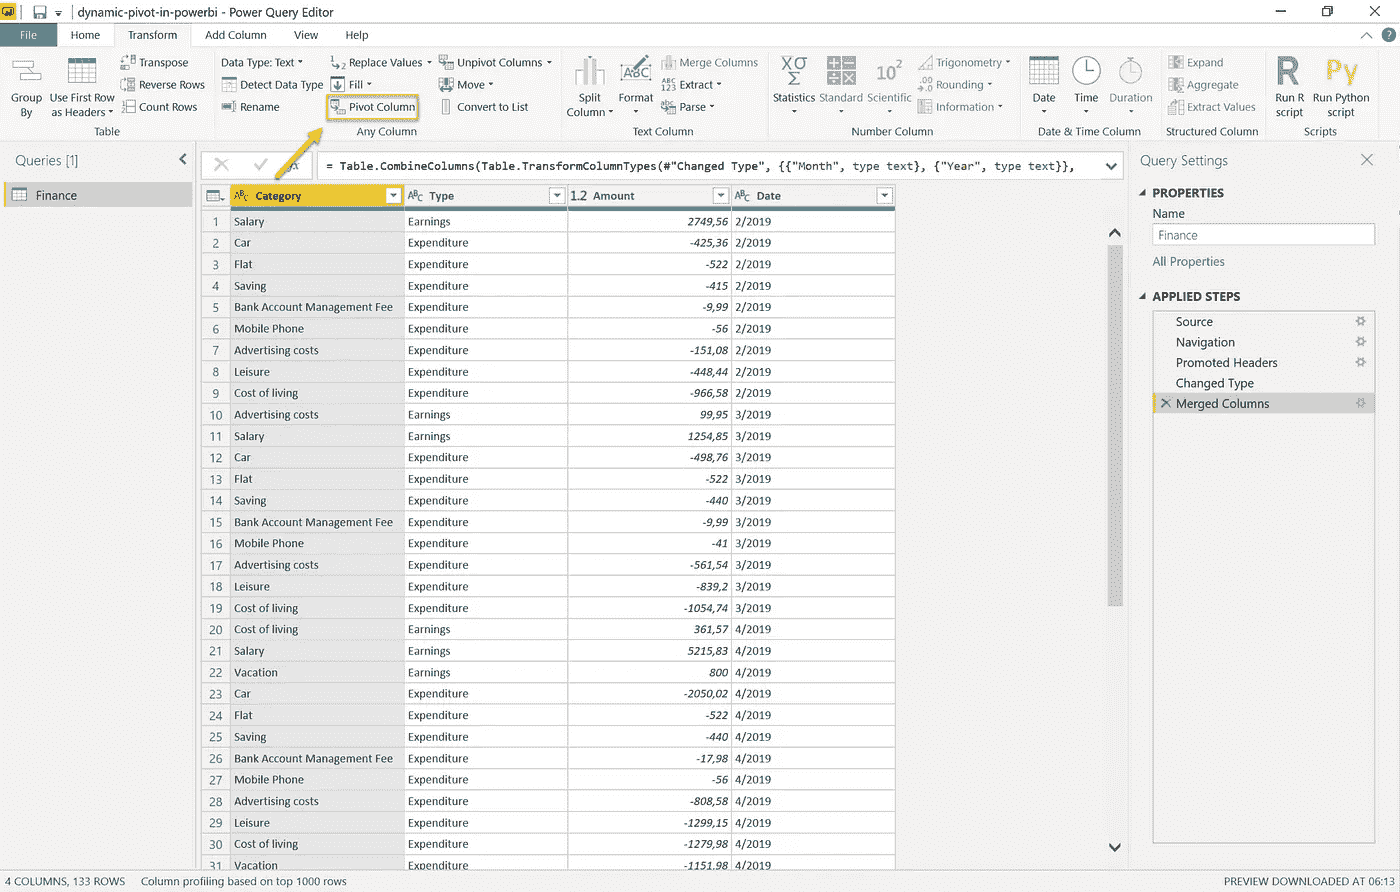 dynamic-pivot-in-powerbi - Power Query Editor
File Home Transform Add Column View Help
Group By
Use First Row as Headers
Transpose
Reverse Rows
Count Rows
Table
Data Type: Text
Detect Data Type
Rename
Replace Values
Fill
Pivot Column
Unpivot Columns
Move
Convert to List
Any Column
Split Column
Format
Merge Columns
Extract
Parse
Text Column
Statistics
Standard
Scientific
Trigonometry
Rounding
Information
Number Column
Date
Time
Duration
Date & Time Column
Expand
Aggregate
Extract Values
Structured Column
Run R script
Run Python script
Scripts
Queries [1]
Finance
= Table.CombineColumns(Table.TransformColumnTypes(#"Changed Type", {{"Month", type text}, {"Year", type text}},
Category Type 1.2 Amount Date
1 Salary Earnings 2749,56 2/2019
2 Car Expenditure -425,36 2/2019
3 Flat Expenditure -522 2/2019
4 Saving Expenditure -415 2/2019
5 Bank Account Management Fee Expenditure -9,99 2/2019
6 Mobile Phone Expenditure -56 2/2019
7 Advertising costs Expenditure -151,08 2/2019
8 Leisure Expenditure -448,44 2/2019
9 Cost of living Expenditure -966,58 2/2019
10 Advertising costs Earnings 99,95 3/2019
11 Salary Earnings 1254,85 3/2019
12 Car Expenditure -498,76 3/2019
13 Flat Expenditure -522 3/2019
14 Saving Expenditure -440 3/2019
15 Bank Account Management Fee Expenditure -9,99 3/2019
16 Mobile Phone Expenditure -41 3/2019
17 Advertising costs Expenditure -561,54 3/2019
18 Leisure Expenditure -839,2 3/2019
19 Cost of living Expenditure -1054,74 3/2019
20 Cost of living Earnings 361,57 4/2019
21 Salary Earnings 5215,83 4/2019
22 Vacation Earnings 800 4/2019
23 Car Expenditure -2050,02 4/2019
24 Flat Expenditure -522 4/2019
25 Saving Expenditure -440 4/2019
26 Bank Account Management Fee Expenditure -17,98 4/2019
27 Mobile Phone Expenditure -56 4/2019
28 Advertising costs Expenditure -808,58 4/2019
29 Leisure Expenditure -1299,15 4/2019
30 Cost of living Expenditure -1279,98 4/2019
31 Vacation Expenditure -1151,98 4/2019
Query Settings
PROPERTIES
Name
Finance
All Properties
APPLIED STEPS
Source
Navigation
Promoted Headers
Changed Type
Merged Columns
4 COLUMNS, 133 ROWS Column profiling based on top 1000 rows
PREVIEW DOWNLOADED AT 06:13